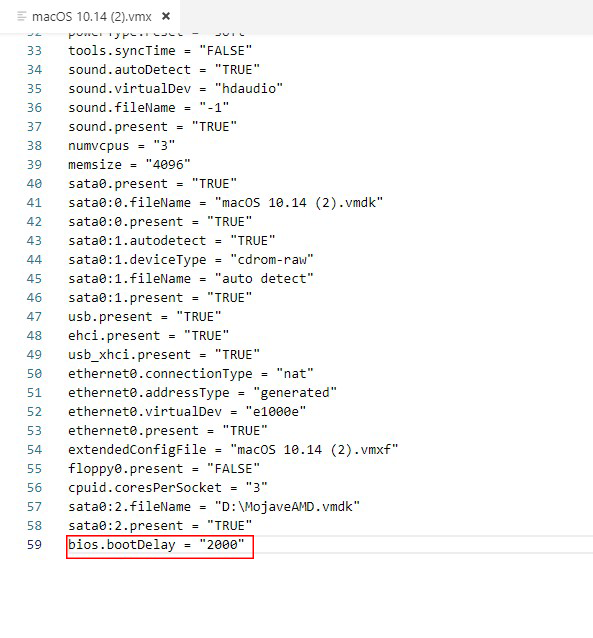 macOS 10.14 (2).vmx ×
33 tools.syncTime = "FALSE"
34 sound.autoDetect = "TRUE"
35 sound.virtualDev = "hdaudio"
36 sound.fileName = "-1"
37 sound.present = "TRUE"
38 numvcpus = "3"
39 memsize = "4096"
40 sata0.present = "TRUE"
41 sata0:0.fileName = "macOS 10.14 (2).vmdk"
42 sata0:0.present = "TRUE"
43 sata0:1.autodetect = "TRUE"
44 sata0:1.deviceType = "cdrom-raw"
45 sata0:1.fileName = "auto detect"
46 sata0:1.present = "TRUE"
47 usb.present = "TRUE"
48 ehci.present = "TRUE"
49 usb_xhci.present = "TRUE"
50 ethernet0.connectionType = "nat"
51 ethernet0.addressType = "generated"
52 ethernet0.virtualDev = "e1000e"
53 ethernet0.present = "TRUE"
54 extendedConfigFile = "macOS 10.14 (2).vmxf"
55 floppy0.present = "FALSE"
56 cpuid.coresPerSocket = "3"
57 sata0:2.fileName = "D:\MojaveAMD.vmdk"
58 sata0:2.present = "TRUE"
59 bios.bootDelay = "2000"